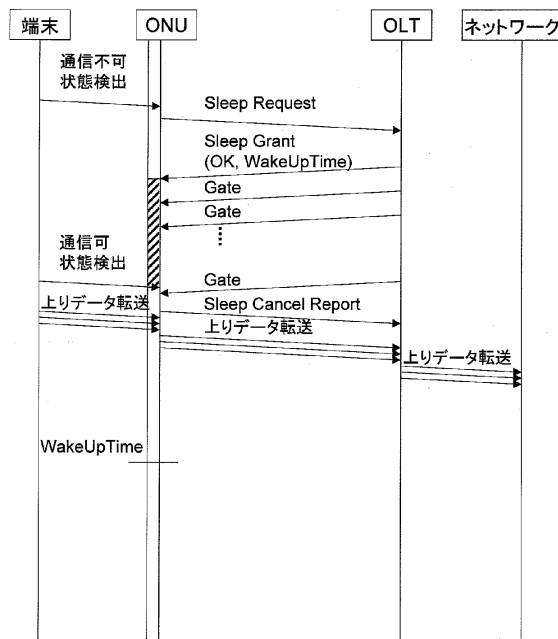 端末
ONU
OLT
ネットワーク
通信不可
状態検出
Sleep Request
Sleep Grant
(OK, WakeUpTime)
Gate
Gate
通信可
状態検出
Gate
上りデータ転送
Sleep Cancel Report
上りデータ転送
上りデータ転送
WakeUpTime